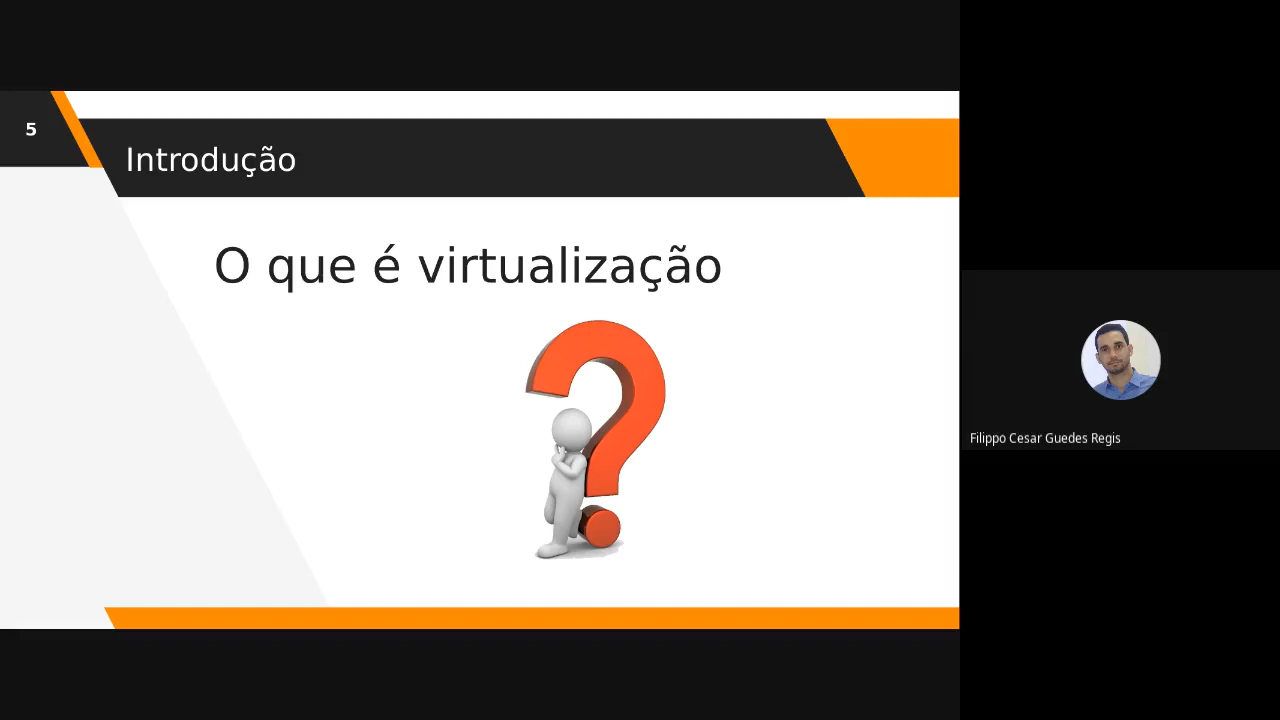 5
Introdução
O que é virtualização
Filippo Cesar Guedes Regis